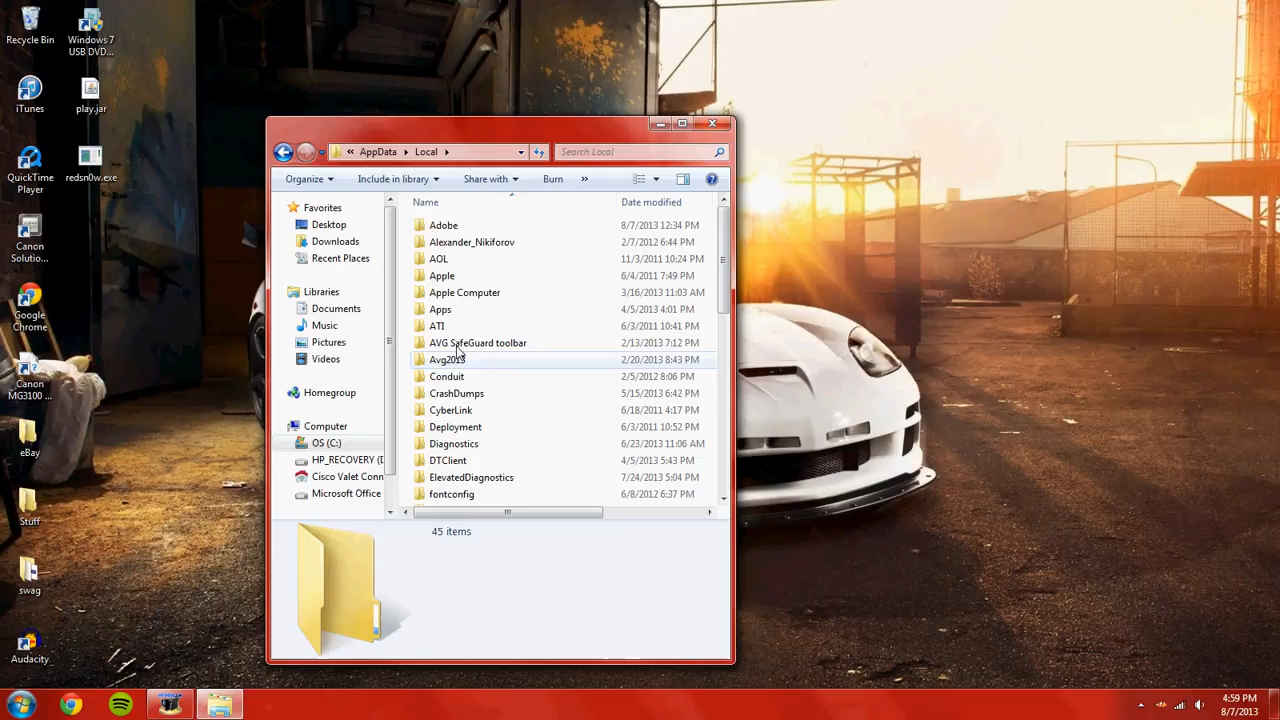 Recycle Bin
Windows 7
USB DVD...
iTunes
play.jar
QuickTime
Player
redsn0w.exe
Canon
Solutio...
Google
Chrome
Canon
MG3100 ...
eBay
Stuff
swag
Audacity
« AppData Local
Search Local
Organize
Include in library
Share with
Burn
»
Favorites
Desktop
Downloads
Recent Places
Libraries
Documents
Music
Pictures
Videos
Homegroup
Computer
OS (C:)
HP_RECOVERY (
Cisco Valet Conn
Microsoft Office
Name Date modified
Adobe 8/7/2013 12:34 PM
Alexander_Nikiforov 2/7/2012 6:44 PM
AOL 11/3/2011 10:24 PM
Apple 6/4/2011 7:49 PM
Apple Computer 3/16/2013 11:03 AM
Apps 4/5/2013 4:01 PM
ATI 6/3/2011 10:41 PM
AVG SafeGuard toolbar 2/13/2013 7:12 PM
Avg2013 2/20/2013 8:43 PM
Conduit 2/5/2012 8:06 PM
CrashDumps 5/15/2013 6:42 PM
CyberLink 6/18/2011 4:17 PM
Deployment 6/3/2011 10:52 PM
Diagnostics 6/23/2013 11:06 AM
DTClient 4/5/2013 5:43 PM
ElevatedDiagnostics 7/24/2013 5:04 PM
fontconfig 6/8/2012 6:37 PM
45 items
4:59 PM
8/7/2013